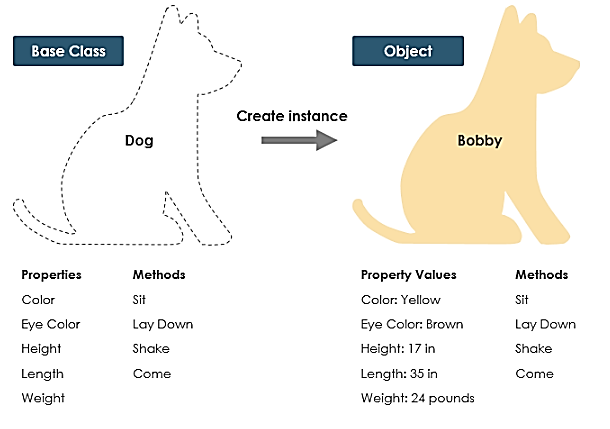 Base Class
Object
Create instance
Dog
Bobby
Properties Methods
Color Sit
Eye Color Lay Down
Height Shake
Length Come
Weight
Property Values Methods
Color: Yellow Sit
Eye Color: Brown Lay Down
Height: 17 in Shake
Length: 35 in Come
Weight: 24 pounds